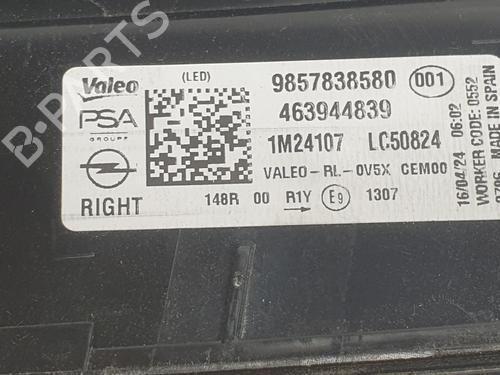 B-PARTS
Valeo
(LED)
9857838580 001
PSA
GROUPE
463944839
1M24107 LC50824
VALEO-RL-0V5X CEM00
RIGHT
148R 00 R1Y E9 1307
16/04/24 06:02
WORKER CODE:0552
MADE IN SPAIN